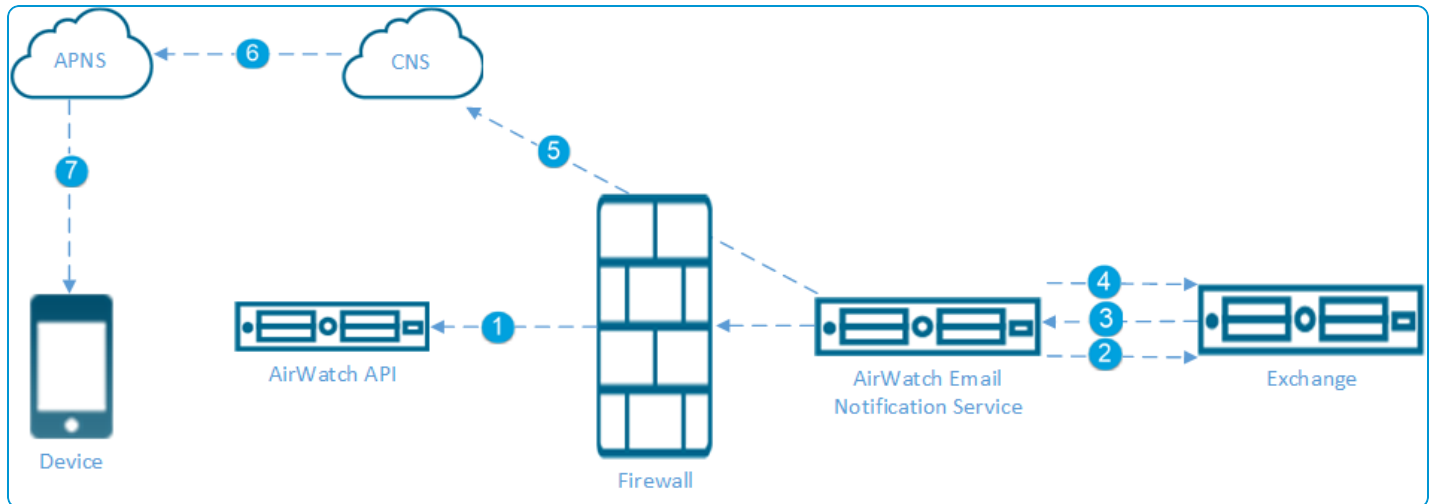 APNS
6
CNS
5
7
4
3
2
1
AirWatch API
AirWatch Email
Notification Service
Exchange
Device
Firewall